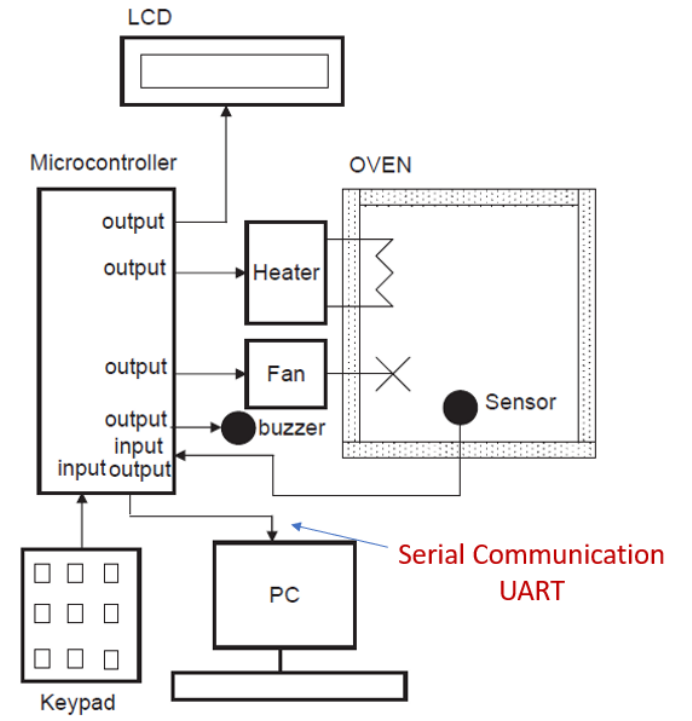 LCD
Microcontroller
OVEN
output
output
Heater
output
Fan
Sensor
output
buzzer
input
input output
Serial Communication
UART
PC
Keypad